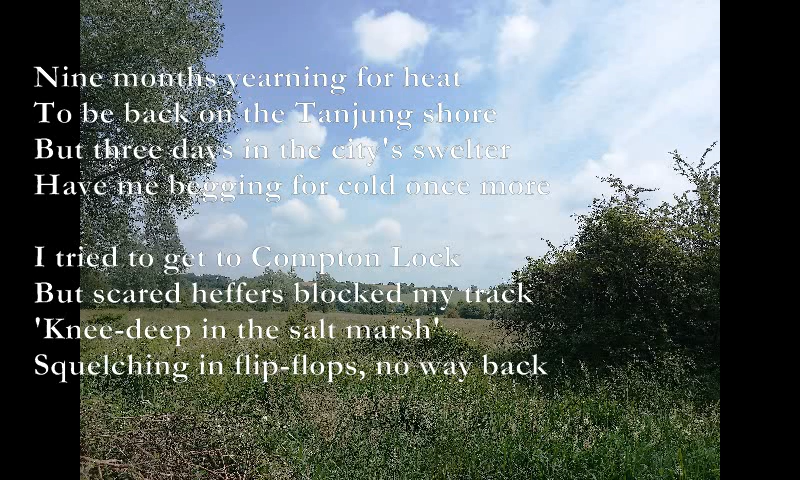 Nine months yearning for heat
To be back on the Tanjung shore
But three days in the city's swelter
Have me begging for cold once more
I tried to get to Compton Lock
But scared heffers blocked my track
'Knee-deep in the salt marsh'
Squelching in flip-flops, no way back